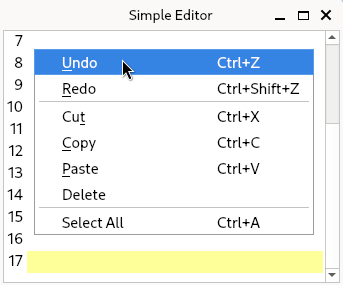 Simple Editor
7
8 Undo Ctrl+Z
9 Redo Ctrl+Shift+Z
10
11 Cut Ctrl+X
12 Copy Ctrl+C
13 Paste Ctrl+V
14 Delete
15 Select All Ctrl+A
16
17